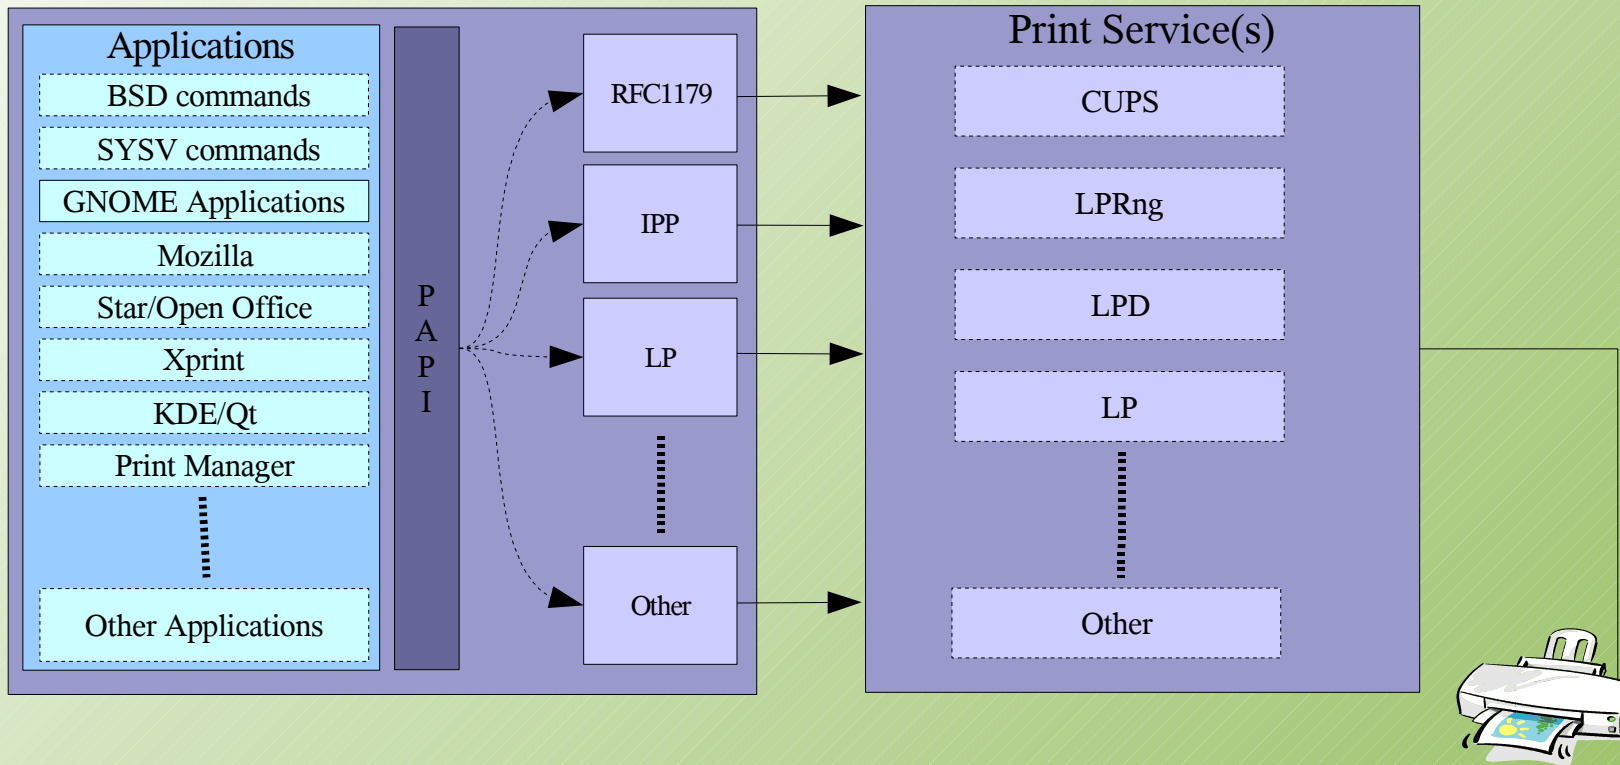 Applications
BSD commands
SYSV commands
GNOME Applications
Mozilla
Star/Open Office
Xprint
KDE/Qt
Print Manager
Other Applications
P
A
P
I
RFC1179
IPP
LP
Other
Print Service(s)
CUPS
LPRng
LPD
LP
Other